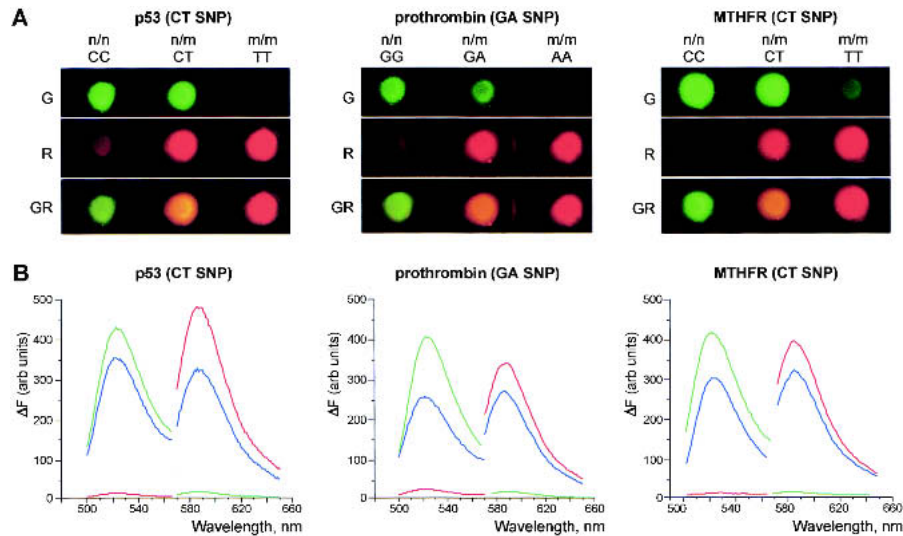 A
p53 (CT SNP)
prothrombin (GA SNP)
MTHFR (CT SNP)
n/n n/m m/m
CC CT TT
n/n n/m m/m
GG GA AA
n/n n/m m/m
CC CT TT
G
G
G
R
R
R
GR
GR
GR
B
p53 (CT SNP)
prothrombin (GA SNP)
MTHFR (CT SNP)
500
400
300
200
100
0
ΔF (arb units)
500 540 580 620 660
Wavelength, nm
500
400
300
200
100
0
ΔF (arb units)
500 540 580 620 660
Wavelength, nm
500
400
300
200
100
0
ΔF (arb units)
500 540 580 620 660
Wavelength, nm